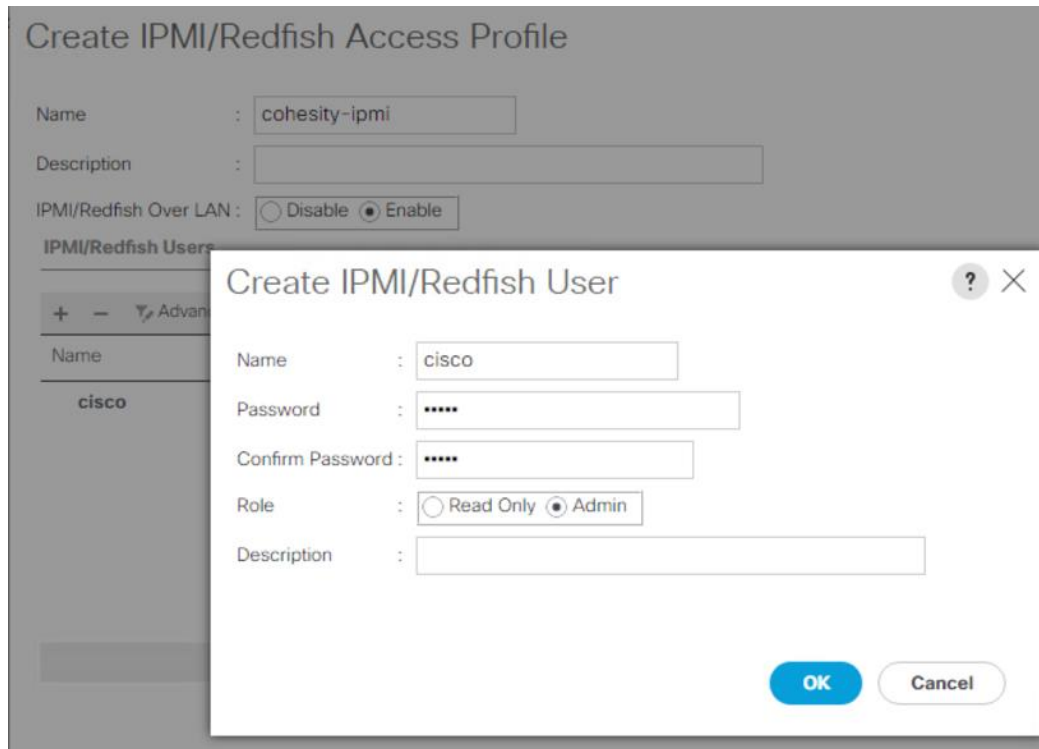 Create IPMI/Redfish Access Profile
Name : cohesity-ipmi
Description :
IPMI/Redfish Over LAN : Disable Enable
IPMI/Redfish Users
+ − Advan
Name
cisco
Create IPMI/Redfish User
? ×
Name : cisco
Password : •••••
Confirm Password : •••••
Role : Read Only Admin
Description :
OK Cancel